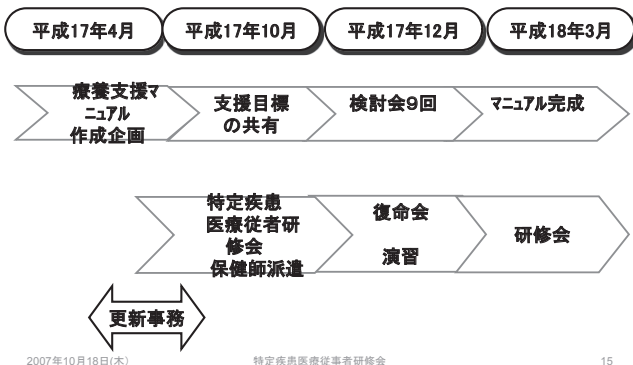 平成17年4月
平成17年10月
平成17年12月
平成18年3月
療養支援マ
ニュアル
作成企画
支援目標
の共有
検討会9回
マニュアル完成
特定疾患
医療従者研
修会
保健師派遣
復命会
演習
研修会
更新事務
2007年10月18日(木)
特定疾患医療従事者研修会
15